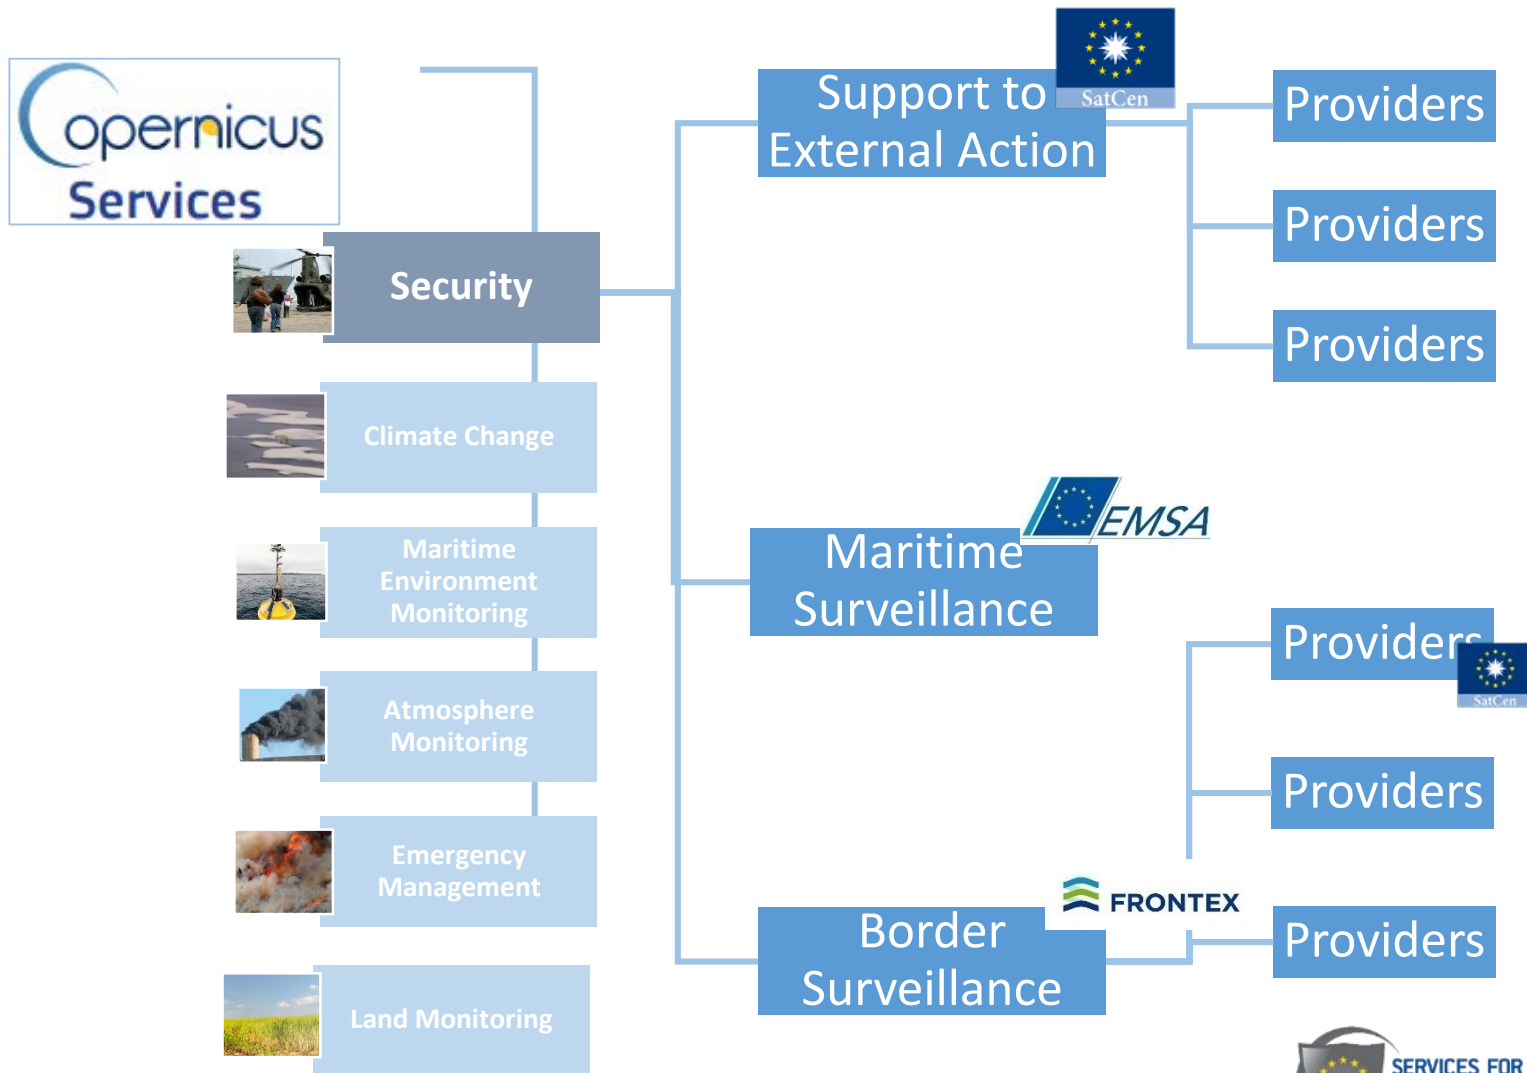 Copernicus
Services
Security
Climate Change
Maritime
Environment
Monitoring
Atmosphere
Monitoring
Emergency
Management
Land Monitoring
Support to
External Action
SatCen
Providers
Providers
Providers
Maritime
Surveillance
EMSA
Border
Surveillance
FRONTEX
Providers
SatCen
Providers
Providers
SERVICES FOR